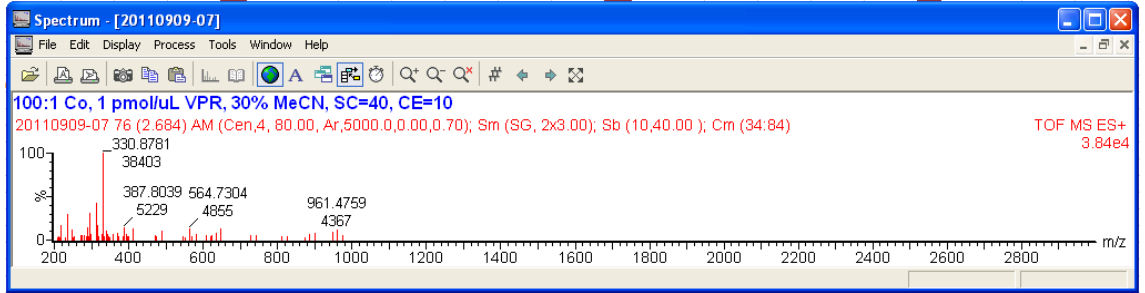 Spectrum - [20110909-07]
File Edit Display Process Tools Window Help
100:1 Co, 1 pmol/uL VPR, 30% MeCN, SC=40, CE=10
20110909-07 76 (2.684) AM (Cen,4, 80.00, Ar,5000.0,0.00,0.70); Sm (SG, 2x3.00); Sb (10,40.00 ); Cm (34:84)
TOF MS ES+
3.84e4
100
%
0
330.8781
38403
387.8039
5229
564.7304
4855
961.4759
4367
200 400 600 800 1000 1200 1400 1600 1800 2000 2200 2400 2600 2800 m/z